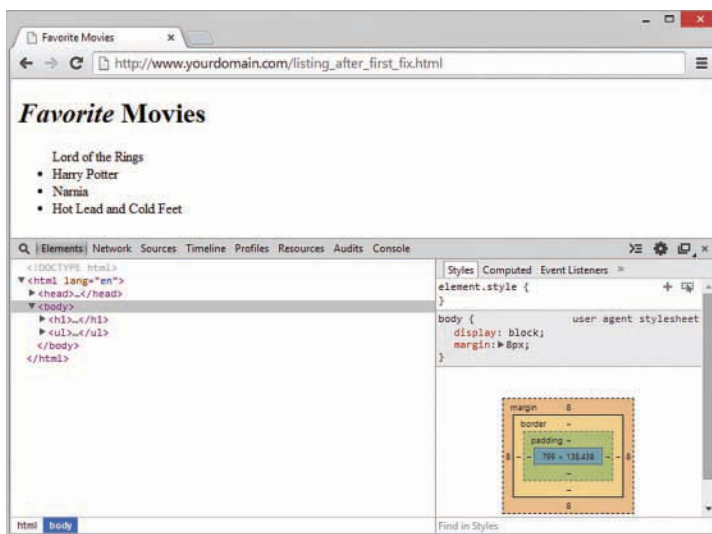 Favorite Movies
http://www.yourdomain.com/listing_after_first_fix.html
Favorite Movies
Lord of the Rings
• Harry Potter
• Narnia
• Hot Lead and Cold Feet
Elements Network Sources Timeline Profiles Resources Audits Console
<!DOCTYPE html>
▼<html lang="en">
▶<head>…</head>
▼<body>
▶<h1>…</h1>
▶<ul>…</ul>
</body>
</html>
html body
Styles Computed Event Listeners »
element.style {
}
body { user agent stylesheet
display: block;
margin:▶8px;
}
margin 8
border –
padding –
8 – – 799 × 138.438 – – 8
–
–
8
Find in Styles